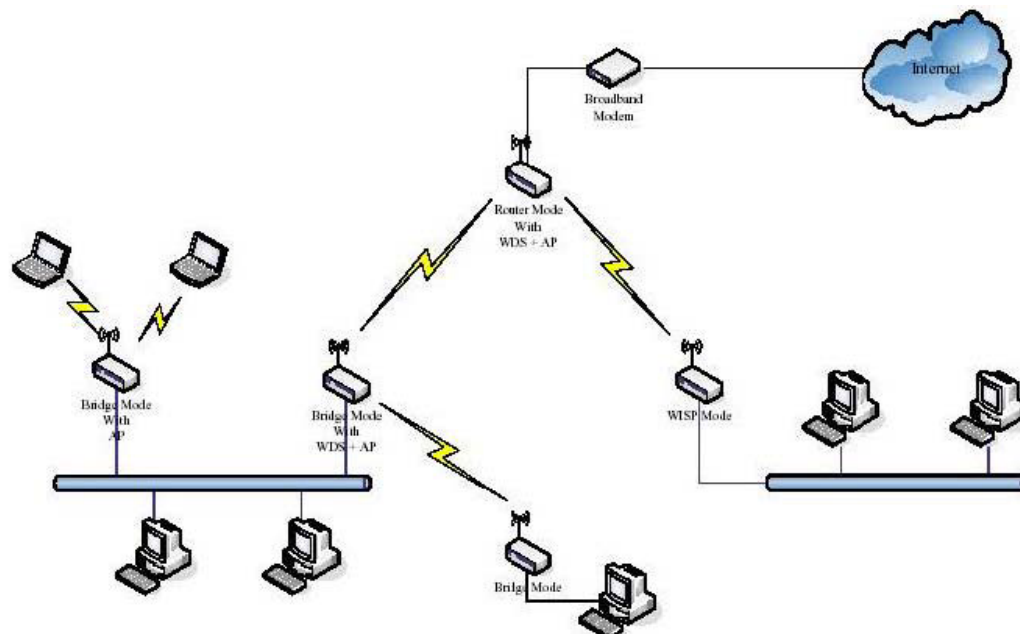 Internet
Broadband
Modem
Router Mode
With
WDS + AP
Bridge Mode
With
AP
Bridge Mode
With
WDS + AP
WISP Mode
Bridge Mode